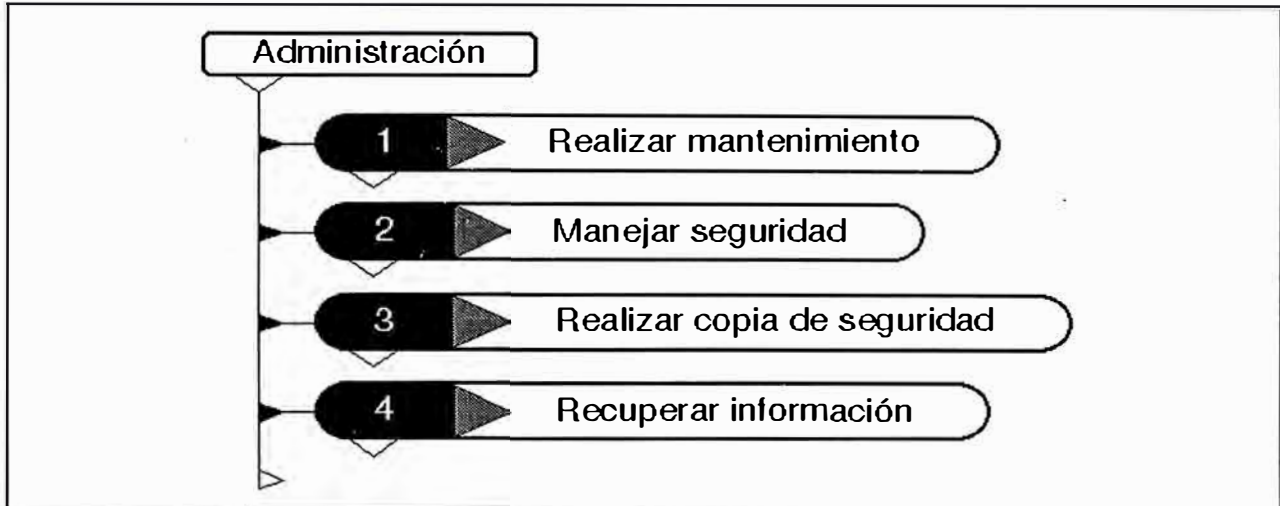 Administración
1 Realizar mantenimiento
2 Manejar seguridad
3 Realizar copia de seguridad
4 Recuperar información